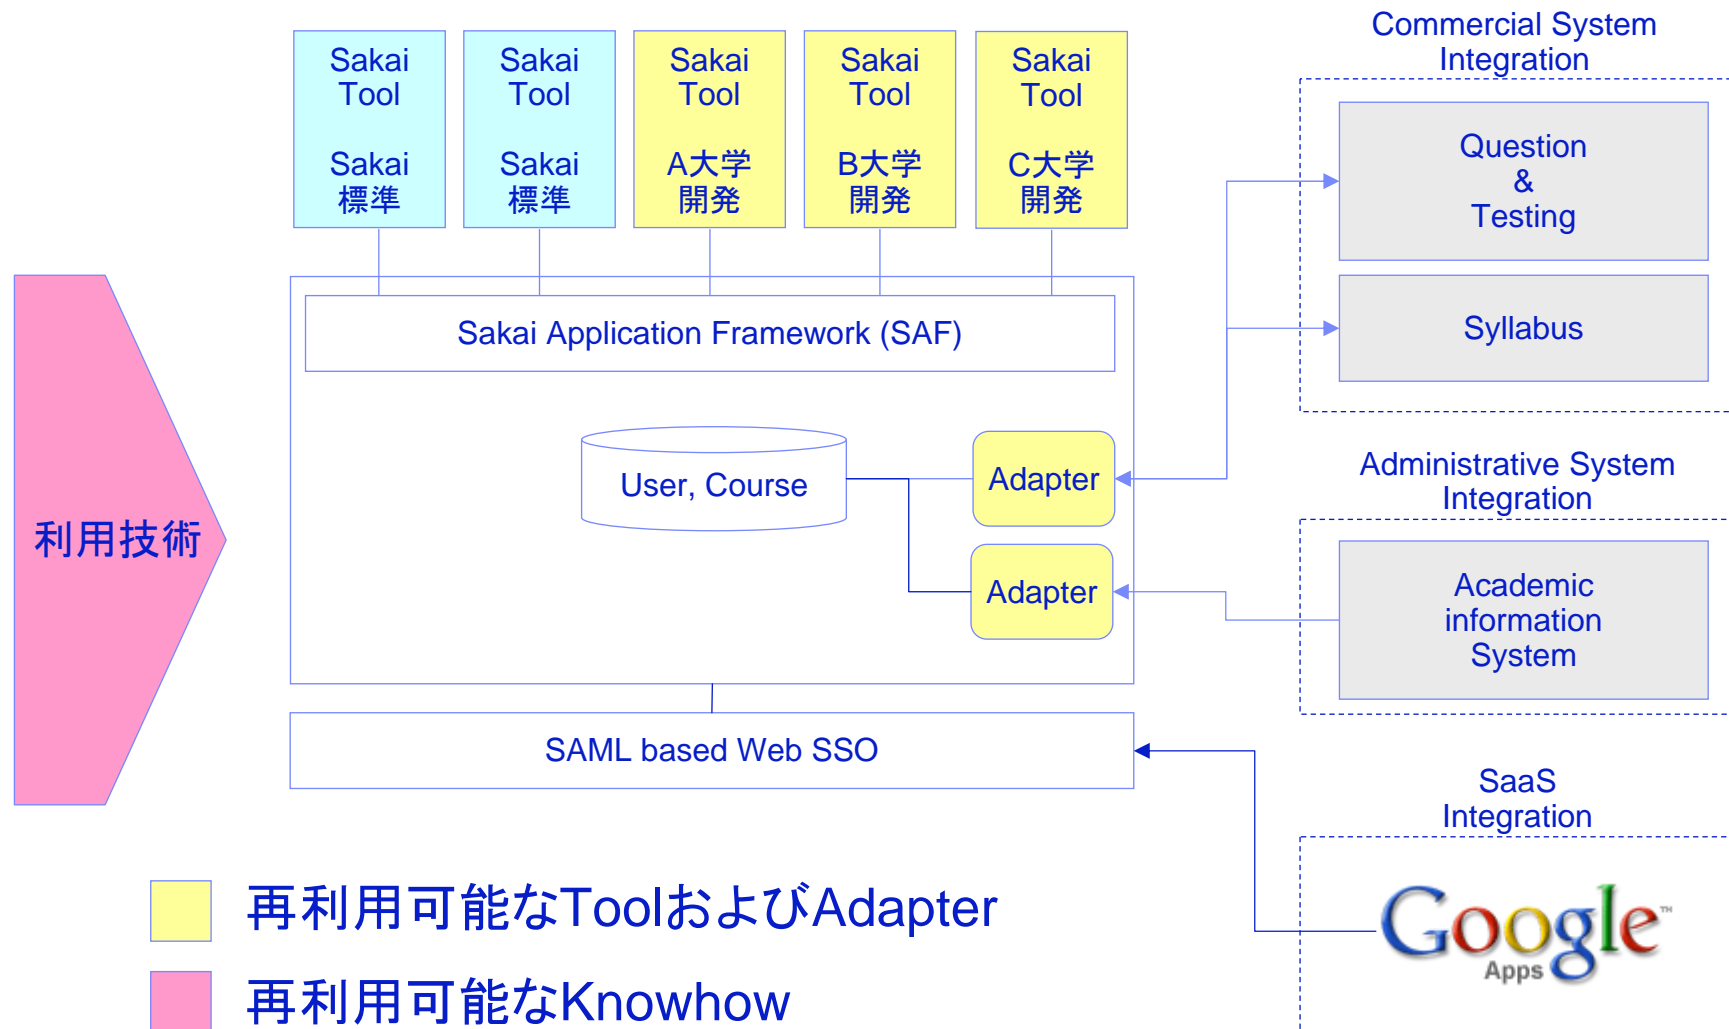 Sakai
Tool
Sakai
標準
Sakai
Tool
Sakai
標準
Sakai
Tool
A大学
開発
Sakai
Tool
B大学
開発
Sakai
Tool
C大学
開発
Commercial System
Integration
Question
&
Testing
Syllabus
Sakai Application Framework (SAF)
User, Course
Adapter
Adapter
Administrative System
Integration
Academic
information
System
利用技術
SAML based Web SSO
SaaS
Integration
Google™
Apps
再利用可能なToolおよびAdapter
再利用可能なKnowhow